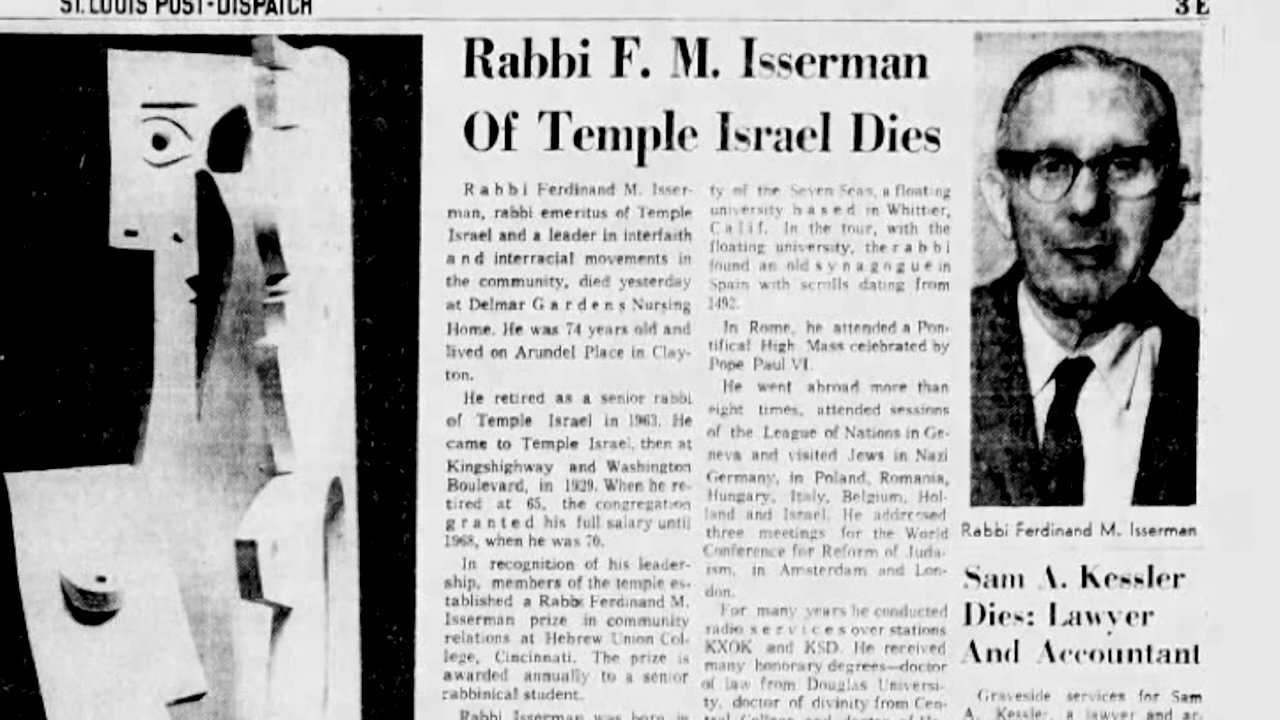 ST. LOUIS POST-DISPATCH
3 E
Rabbi F. M. Isserman
Of Temple Israel Dies
Rabbi Ferdinand M. Isser-
man, rabbi emeritus of Temple
Israel and a leader in interfaith
and interracial movements in
the community, died yesterday
at Delmar Gardens Nursing
Home. He was 74 years old and
lived on Arundel Place in Clay-
ton.
He retired as a senior rabbi
of Temple Israel in 1963. He
came to Temple Israel, then at
Kingshighway and Washington
Boulevard, in 1929. When he re-
tired at 65, the congregation
granted his full salary until
1968, when he was 70.
In recognition of his leader-
ship, members of the temple es-
tablished a Rabbi Ferdinand M.
Isserman prize in community
relations at Hebrew Union Col-
lege, Cincinnati. The prize is
awarded annually to a senior
rabbinical student.
Rabbi Isserman was born in
ty of the Seven Seas, a floating
university based in Whittier,
Calif. In the tour, with the
floating university, the rabbi
found an old synagogue in
Spain with scrolls dating from
1492.
In Rome, he attended a Pon-
tifical High Mass celebrated by
Pope Paul VI.
He went abroad more than
eight times, attended sessions
of the League of Nations in Ge-
neva and visited Jews in Nazi
Germany, in Poland, Romania,
Hungary, Italy, Belgium, Hol-
land and Israel. He addressed
three meetings for the World
Conference for Reform of Juda-
ism, in Amsterdam and Lon-
don.
For many years he conducted
radio services over stations
KXOK and KSD. He received
many honorary degrees—doctor
of law from Douglas Universi-
ty, doctor of divinity from Cen-
tral College and doctor of
Rabbi Ferdinand M. Isserman
Sam A. Kessler
Dies: Lawyer
And Accountant
Graveside services for Sam
A. Kessler, a lawyer and